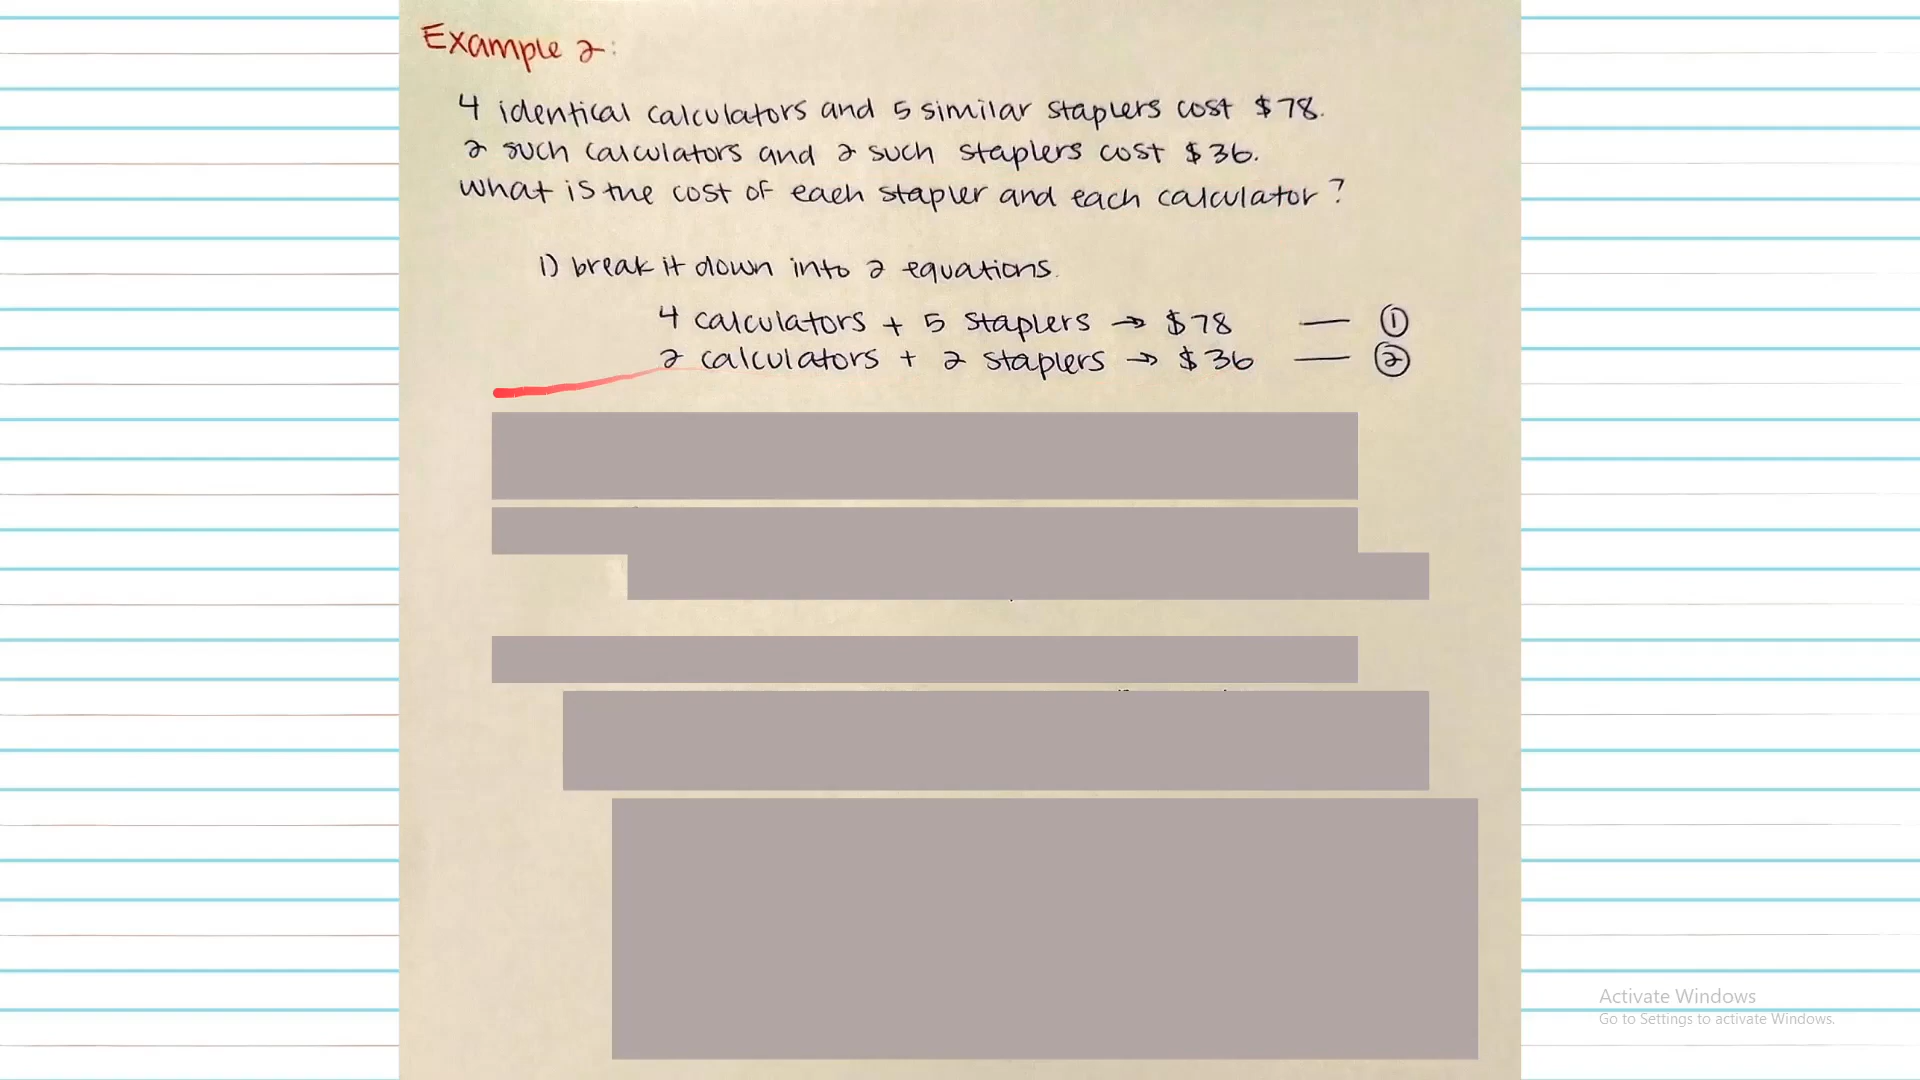 Example 2:
4 identical calculators and 5 similar staplers cost $78.
2 such calculators and 2 such staplers cost $36.
What is the cost of each stapler and each calculator?
1) break it down into 2 equations.
4 calculators + 5 staplers → $78 — ①
2 calculators + 2 staplers → $36 — ②
Activate Windows
Go to Settings to activate Windows.